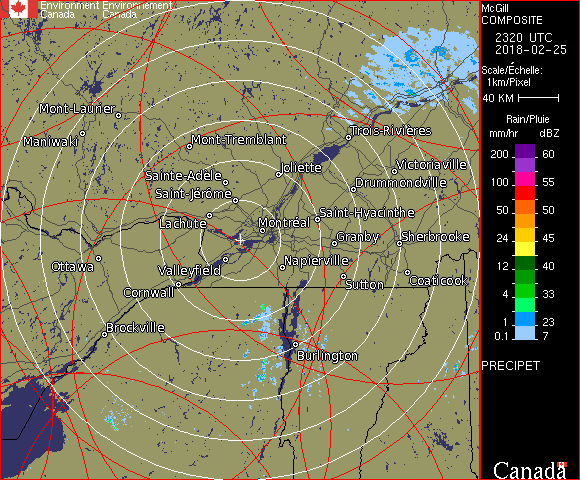 Environment Environnement
Canada Canada
McGill
COMPOSITE
2320 UTC
2018-02-25
Scale/Échelle:
1km/Pixel
40 KM
Rain/Pluie
mm/hr dBZ
200 60
155 55
100 55
50 50
24 45
12 40
4 33
1 23
0.1 7
PRECIPET
Canada
Mont-Laurier
Maniwaki
Mont-Tremblant
Trois-Rivières
Sainte-Adèle
Joliette
Victoriaville
Saint-Jérôme
Drummondville
Lachute
Montréal
Saint-Hyacinthe
Granby
Sherbrooke
Ottawa
Valleyfield
Napierville
Cornwall
Sutton
Coaticook
Brockville
Burlington